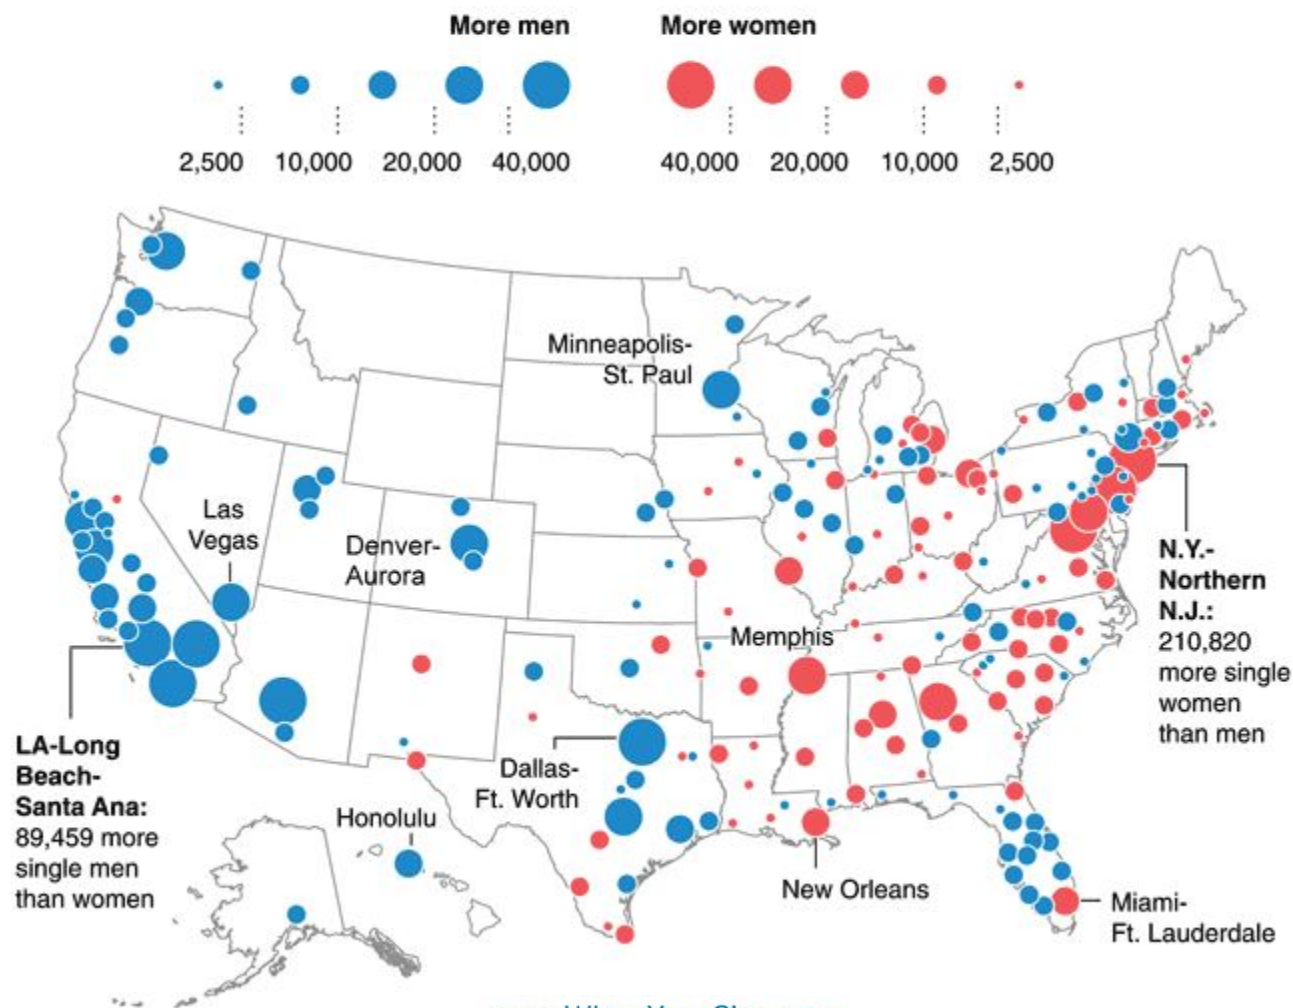 More men
More women
2,500
10,000
20,000
40,000
40,000
20,000
10,000
2,500
Minneapolis-
St. Paul
Las
Vegas
Denver-
Aurora
Memphis
N.Y.-
Northern
N.J.:
210,820
more single
women
than men
LA-Long
Beach-
Santa Ana:
89,459 more
single men
than women
Dallas-
Ft. Worth
Honolulu
New Orleans
Miami-
Ft. Lauderdale